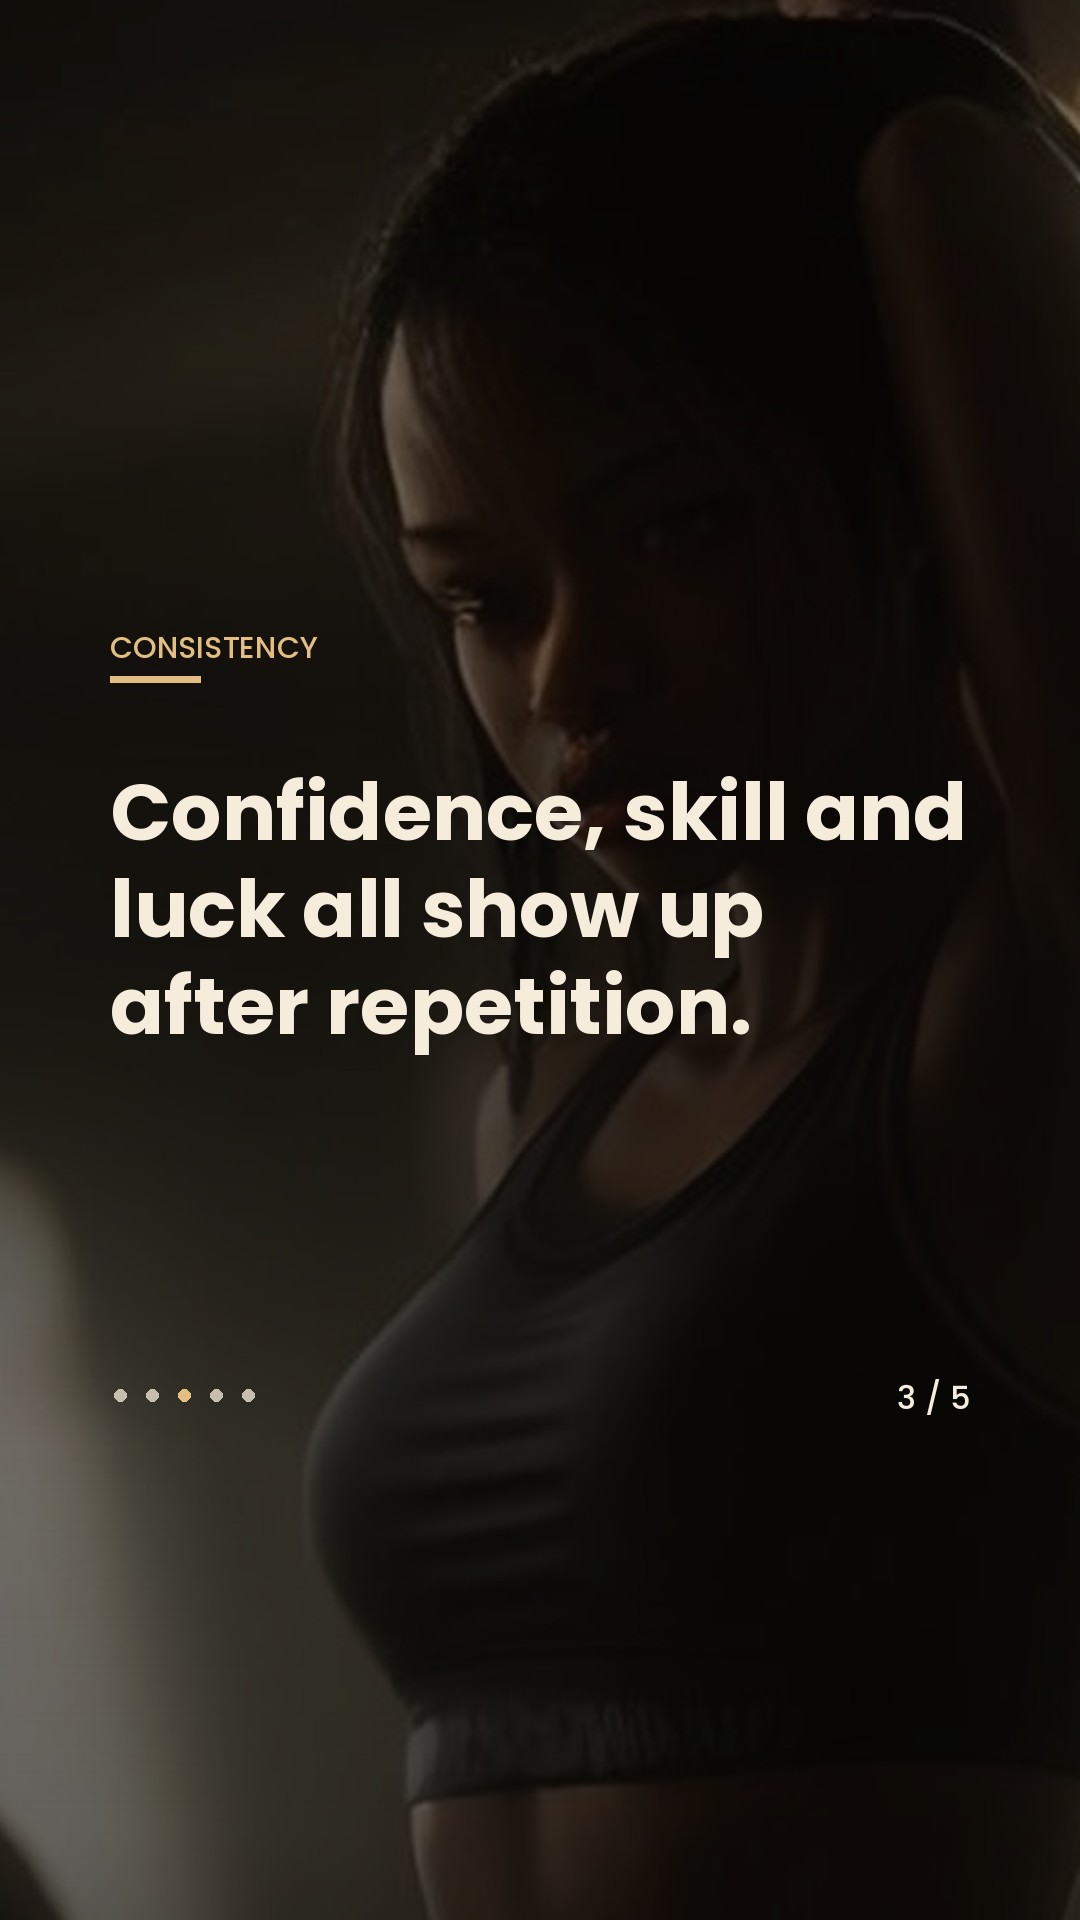 CONSISTENCY
Confidence, skill and
luck all show up
after repetition.
3 / 5